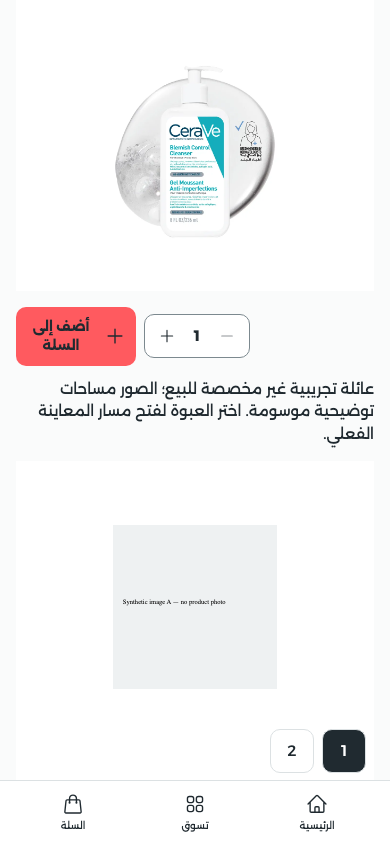 CeraVe
Blemish Control
Cleanser
Gel Moussant
Anti-Imperfections
1
أضف إلى
السلة
عائلة تجريبية غير مخصصة للبيع؛ الصور مساحات
توضيحية موسومة. اختر العبوة لفتح مسار المعاينة
الفعلي.
Synthetic image A — no product photo
1
2
الرئيسية
تسوق
السلة